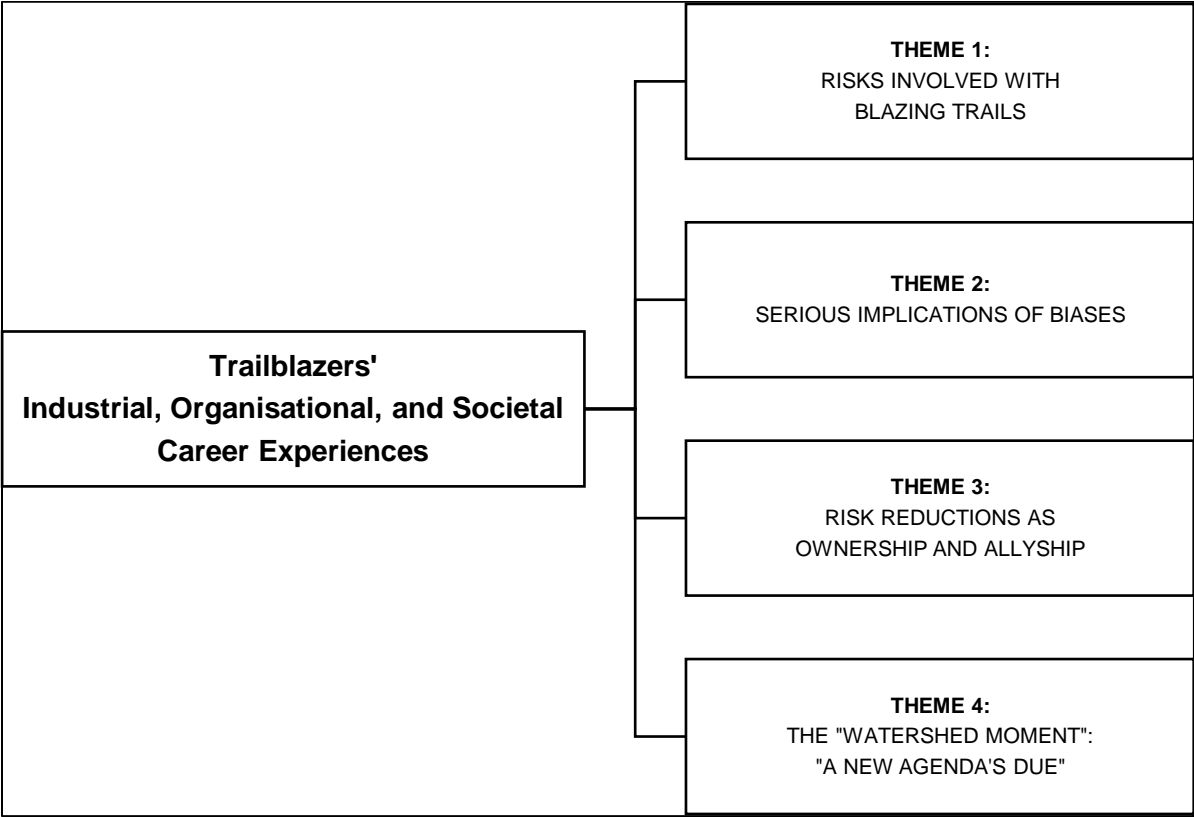 Trailblazers'
Industrial, Organisational, and Societal
Career Experiences
THEME 1:
RISKS INVOLVED WITH
BLAZING TRAILS
THEME 2:
SERIOUS IMPLICATIONS OF BIASES
THEME 3:
RISK REDUCTIONS AS
OWNERSHIP AND ALLYSHIP
THEME 4:
THE "WATERSHED MOMENT":
"A NEW AGENDA'S DUE"